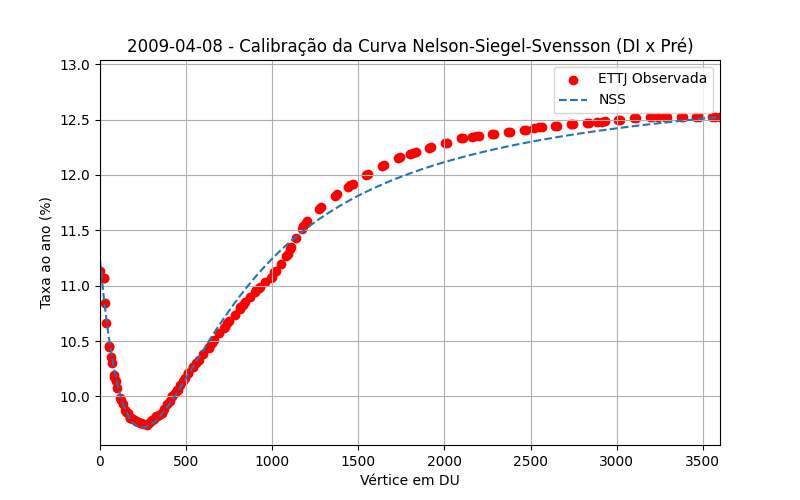 2009-04-08 - Calibração da Curva Nelson-Siegel-Svensson (DI x Pré)
ETTJ Observada
NSS
Taxa ao ano (%)
13.0
12.5
12.0
11.5
11.0
10.5
10.0
0 500 1000 1500 2000 2500 3000 3500
Vértice em DU